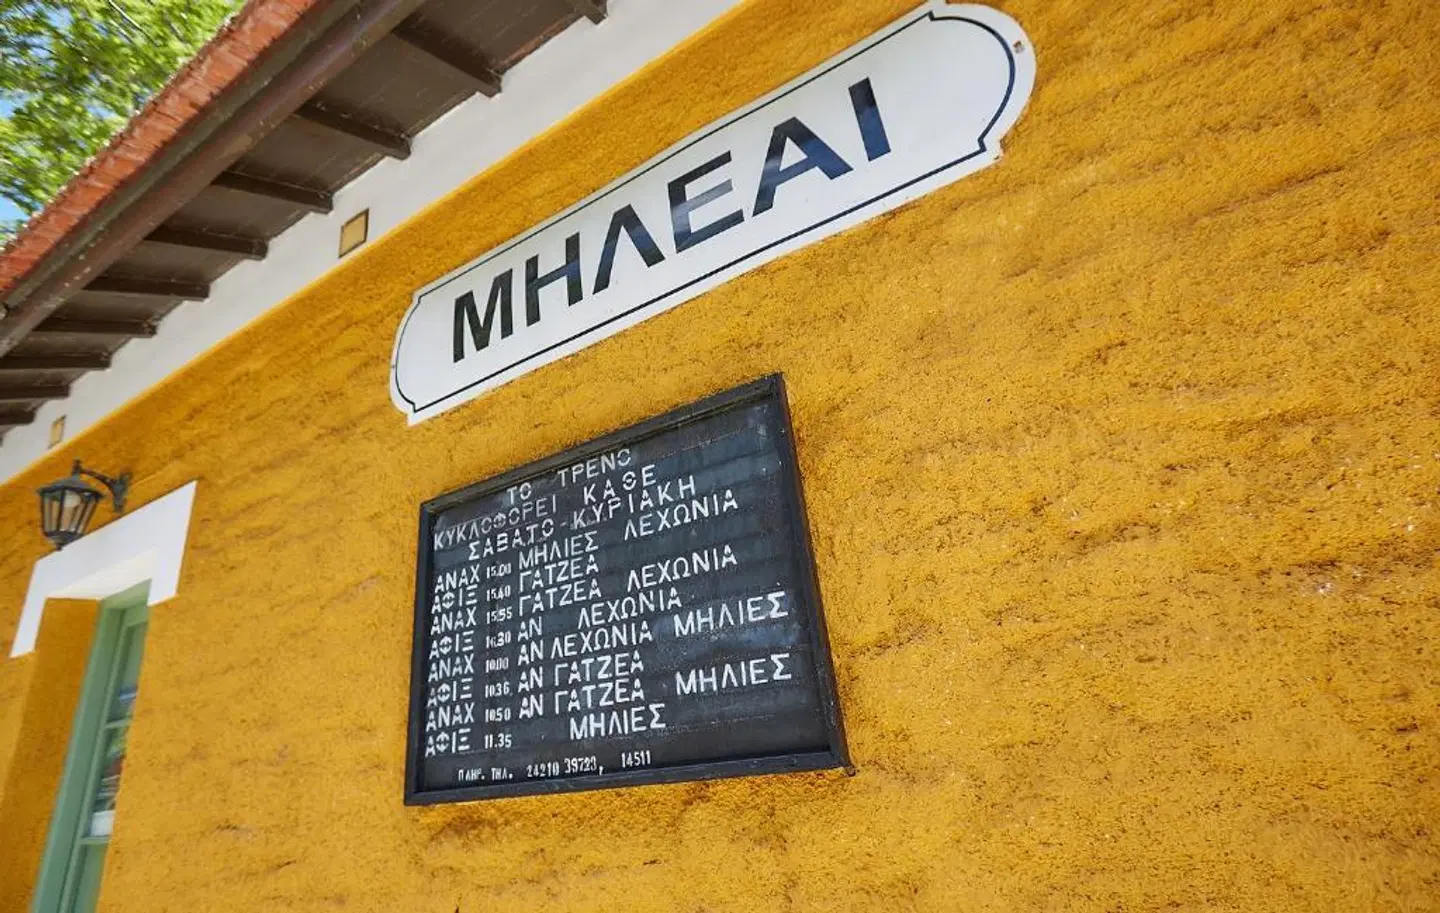 ΜΗΛΕΑΙ
ΤΟ ΤΡΕΝΟ
ΚΥΚΛΟΦΟΡΕΙ ΚΑΘΕ
ΣΑΒΑΤΟ-ΚΥΡΙΑΚΗ
ΑΝΑΧ 15.00 ΜΗΛΙΕΣ ΛΕΧΩΝΙΑ
ΑΦΙΞ 15.40 ΓΑΤΖΕΑ
ΑΝΑΧ 15.55 ΓΑΤΖΕΑ ΛΕΧΩΝΙΑ
ΑΦΙΞ 16.30 ΑΝ ΛΕΧΩΝΙΑ
ΑΝΑΧ 10.00 ΑΝ ΛΕΧΩΝΙΑ ΜΗΛΙΕΣ
ΑΦΙΞ 10.36 ΑΝ ΓΑΤΖΕΑ
ΑΝΑΧ 10.50 ΑΝ ΓΑΤΖΕΑ ΜΗΛΙΕΣ
ΑΦΙΞ 11.35 ΜΗΛΙΕΣ
ΠΛΗΡ. ΤΗΛ. 24210 39723, 14511